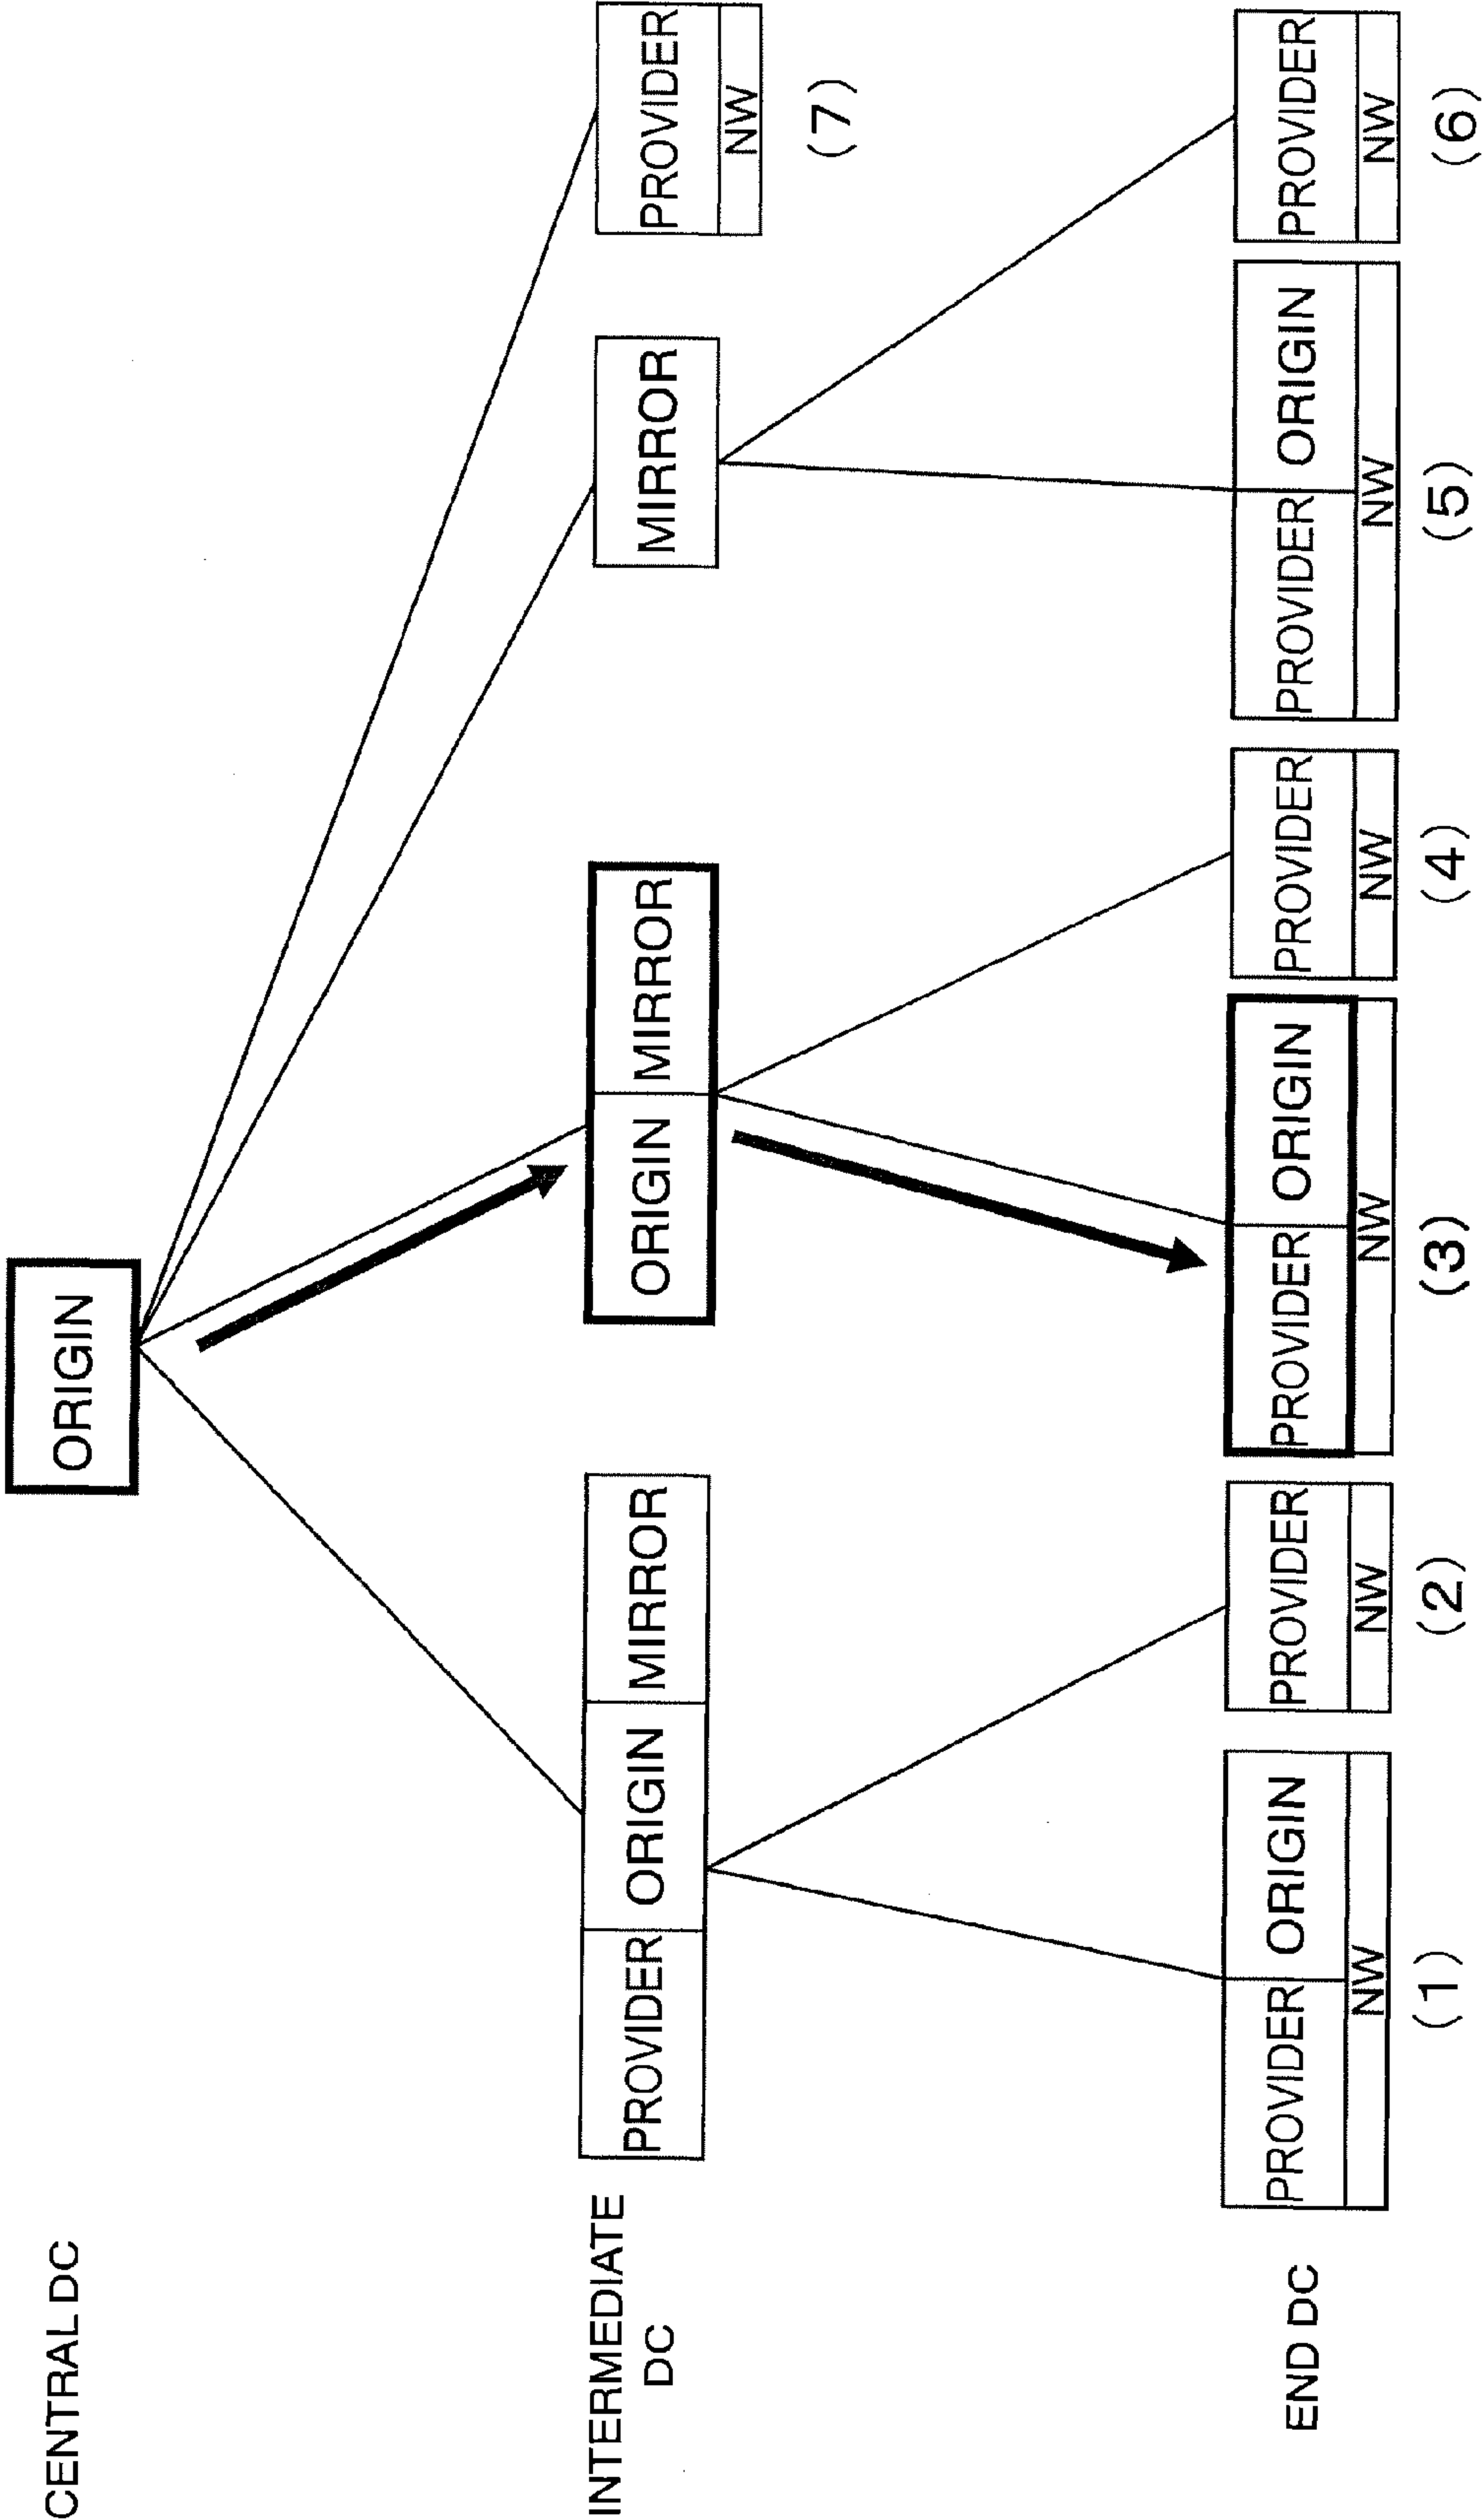 CENTRAL DC
ORIGIN
INTERMEDIATE
DC
PROVIDER ORIGIN MIRROR
ORIGIN MIRROR
MIRROR
PROVIDER
NW
(7)
END DC
PROVIDER ORIGIN
NW
(1)
PROVIDER
NW
(2)
PROVIDER ORIGIN
NW
(3)
PROVIDER
NW
(4)
PROVIDER ORIGIN
NW
(5)
PROVIDER
NW
(6)